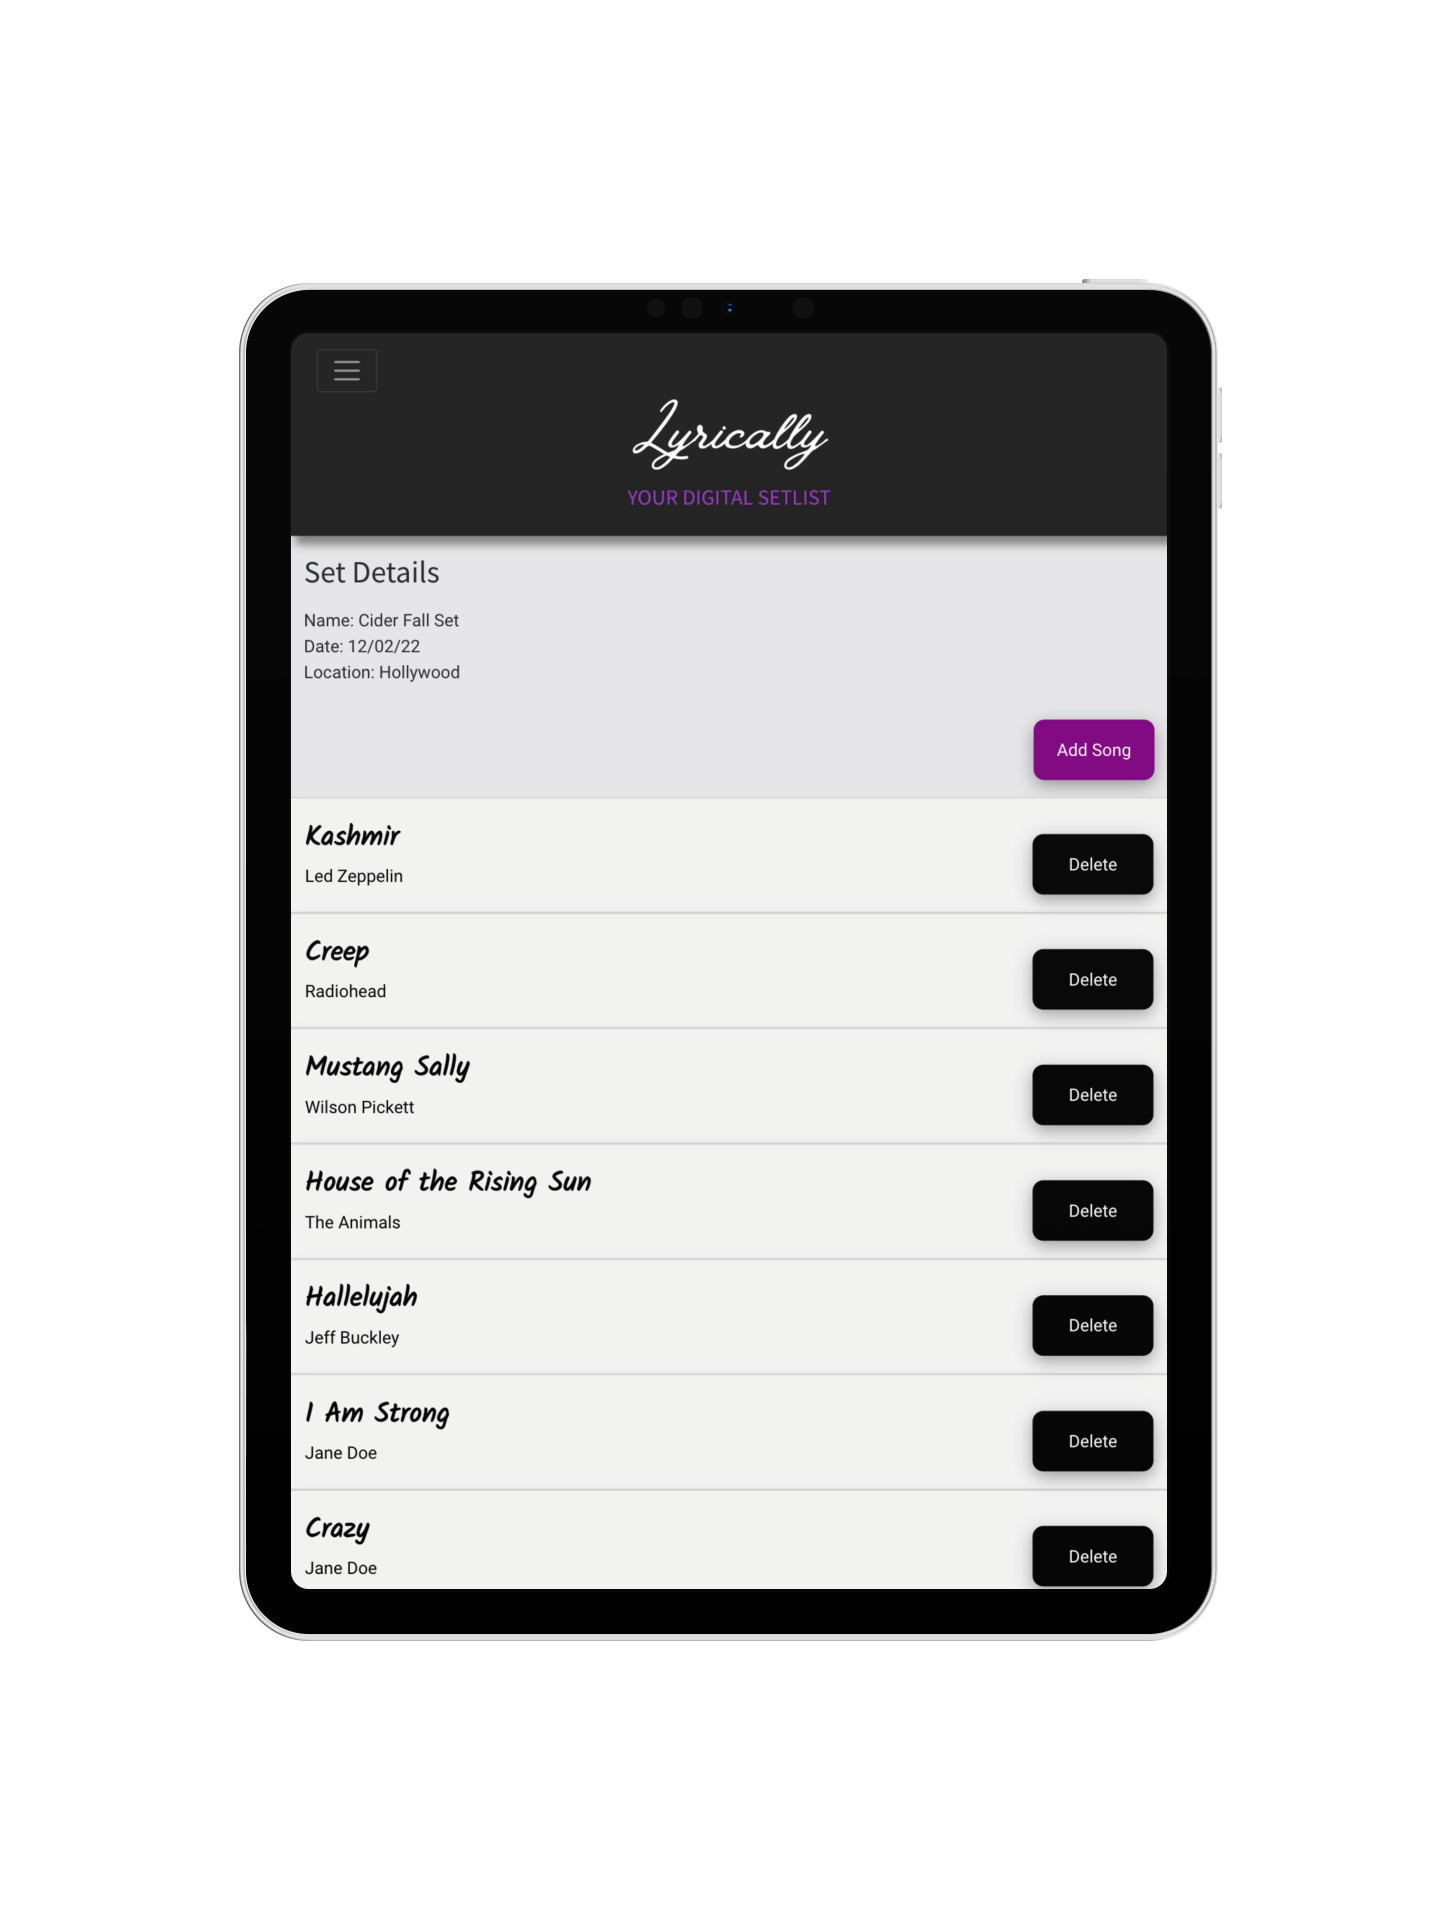 Lyrically
YOUR DIGITAL SETLIST
Set Details
Name: Cider Fall Set
Date: 12/02/22
Location: Hollywood
Add Song
Kashmir
Led Zeppelin
Delete
Creep
Radiohead
Delete
Mustang Sally
Wilson Pickett
Delete
House of the Rising Sun
The Animals
Delete
Hallelujah
Jeff Buckley
Delete
I Am Strong
Jane Doe
Delete
Crazy
Jane Doe
Delete